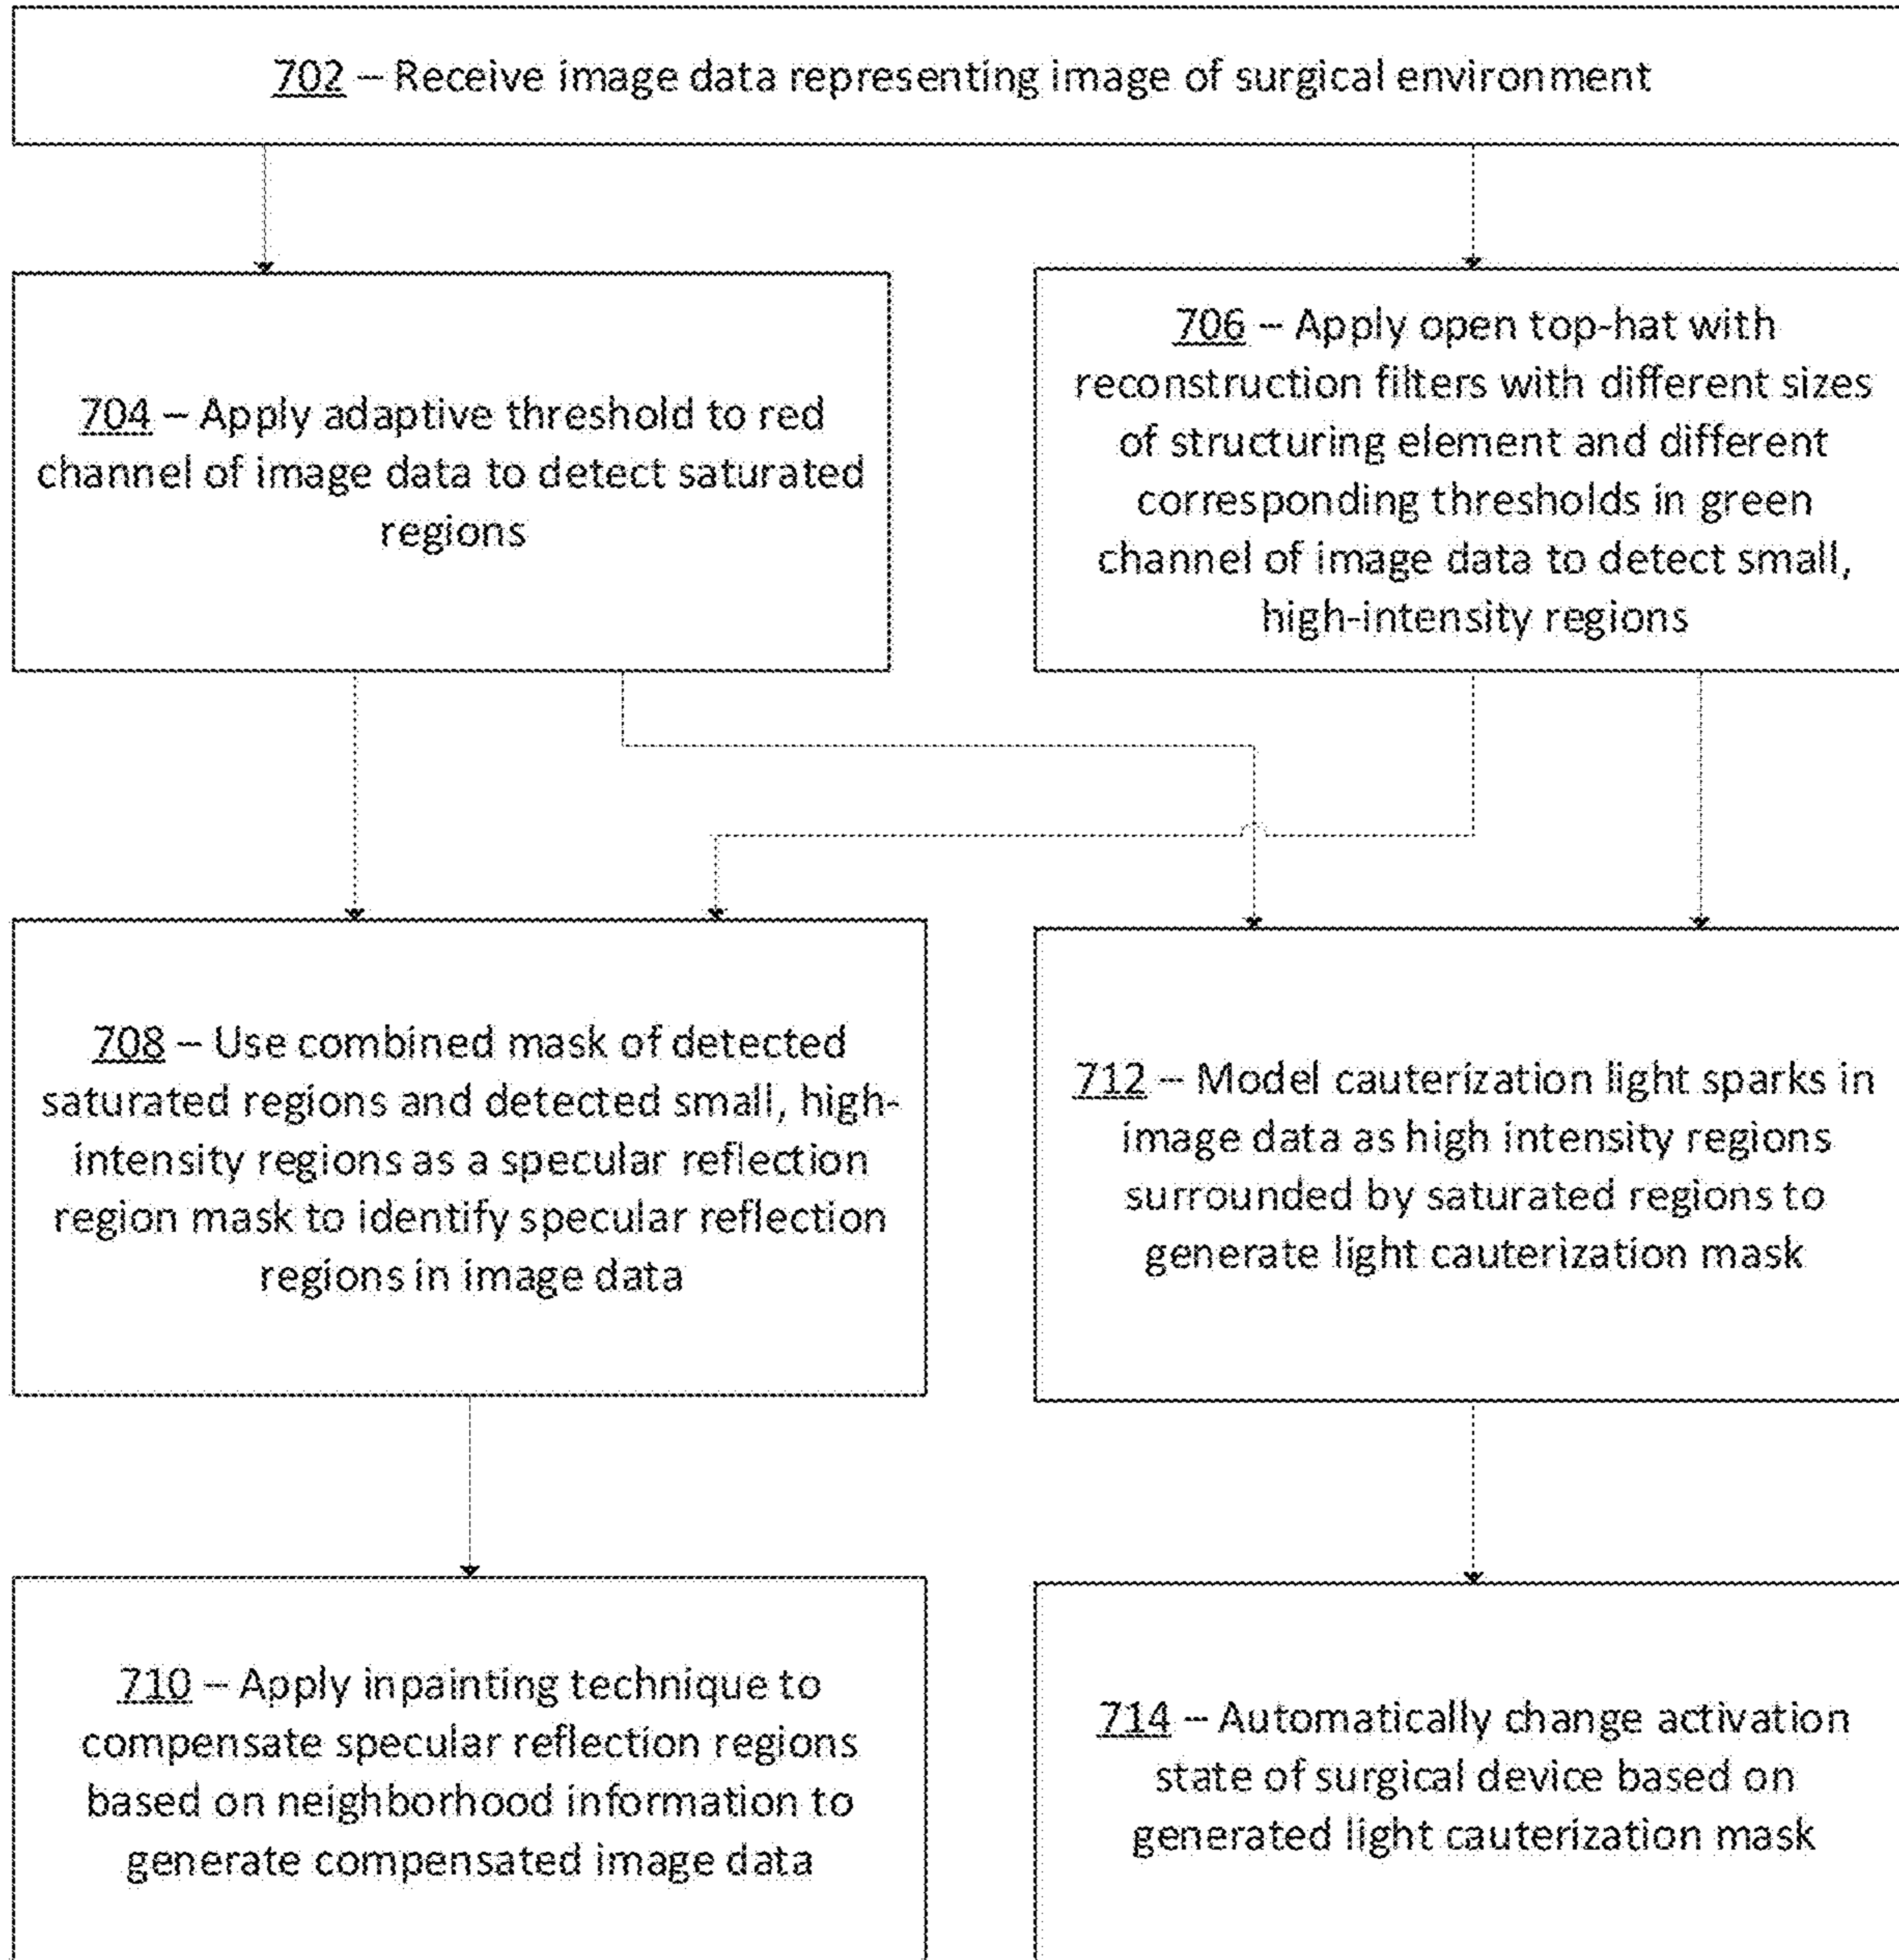 702 – Receive image data representing image of surgical environment
704 – Apply adaptive threshold to red
channel of image data to detect saturated
regions
706 – Apply open top-hat with
reconstruction filters with different sizes
of structuring element and different
corresponding thresholds in green
channel of image data to detect small,
high-intensity regions
708 – Use combined mask of detected
saturated regions and detected small, high-
intensity regions as a specular reflection
region mask to identify specular reflection
regions in image data
712 – Model cauterization light sparks in
image data as high intensity regions
surrounded by saturated regions to
generate light cauterization mask
710 – Apply inpainting technique to
compensate specular reflection regions
based on neighborhood information to
generate compensated image data
714 – Automatically change activation
state of surgical device based on
generated light cauterization mask